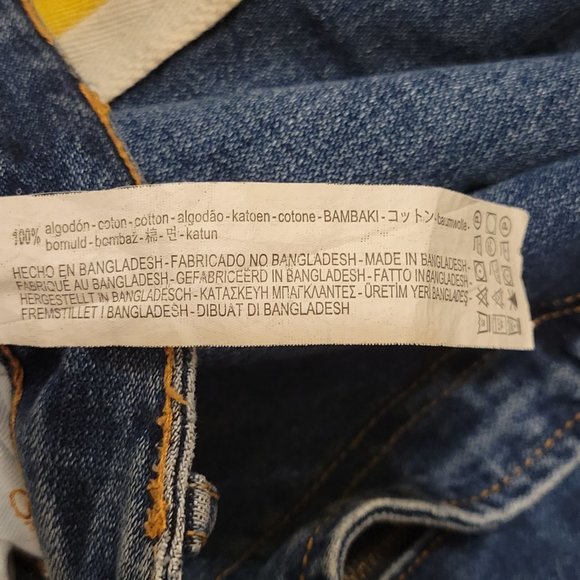 100% algodón-coton-cotton-algodão-katoen-cotone-BAMBAKI-コットン-baumwolle-
bomuld-bombaž-棉-면-katun
HECHO EN BANGLADESH-FABRICADO NO BANGLADESH-MADE IN BANGLADESH-
FABRIQUÉ AU BANGLADESH-GEFABRICEERD IN BANGLADESH-FATTO IN BANGLADESH-
HERGESTELLT IN BANGLADESCH-ΚΑΤΑΣΚΕΥΗ ΜΠΑΓΚΛΑΝΤΕΣ-ÜRETİM YERİ BANGLADEŞ-
FREMSTILLET I BANGLADESH-DIBUAT DI BANGLADESH